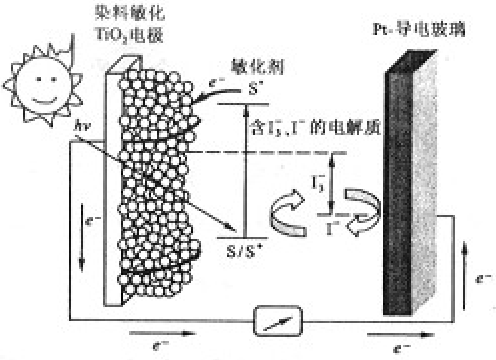 染料敏化
TiO₂电极
Pt-导电玻璃
敏化剂
e⁻
S*
hν
含I₃⁻、I⁻的电解质
I₃⁻
I⁻
e⁻
S/S⁺
e⁻
e⁻
e⁻